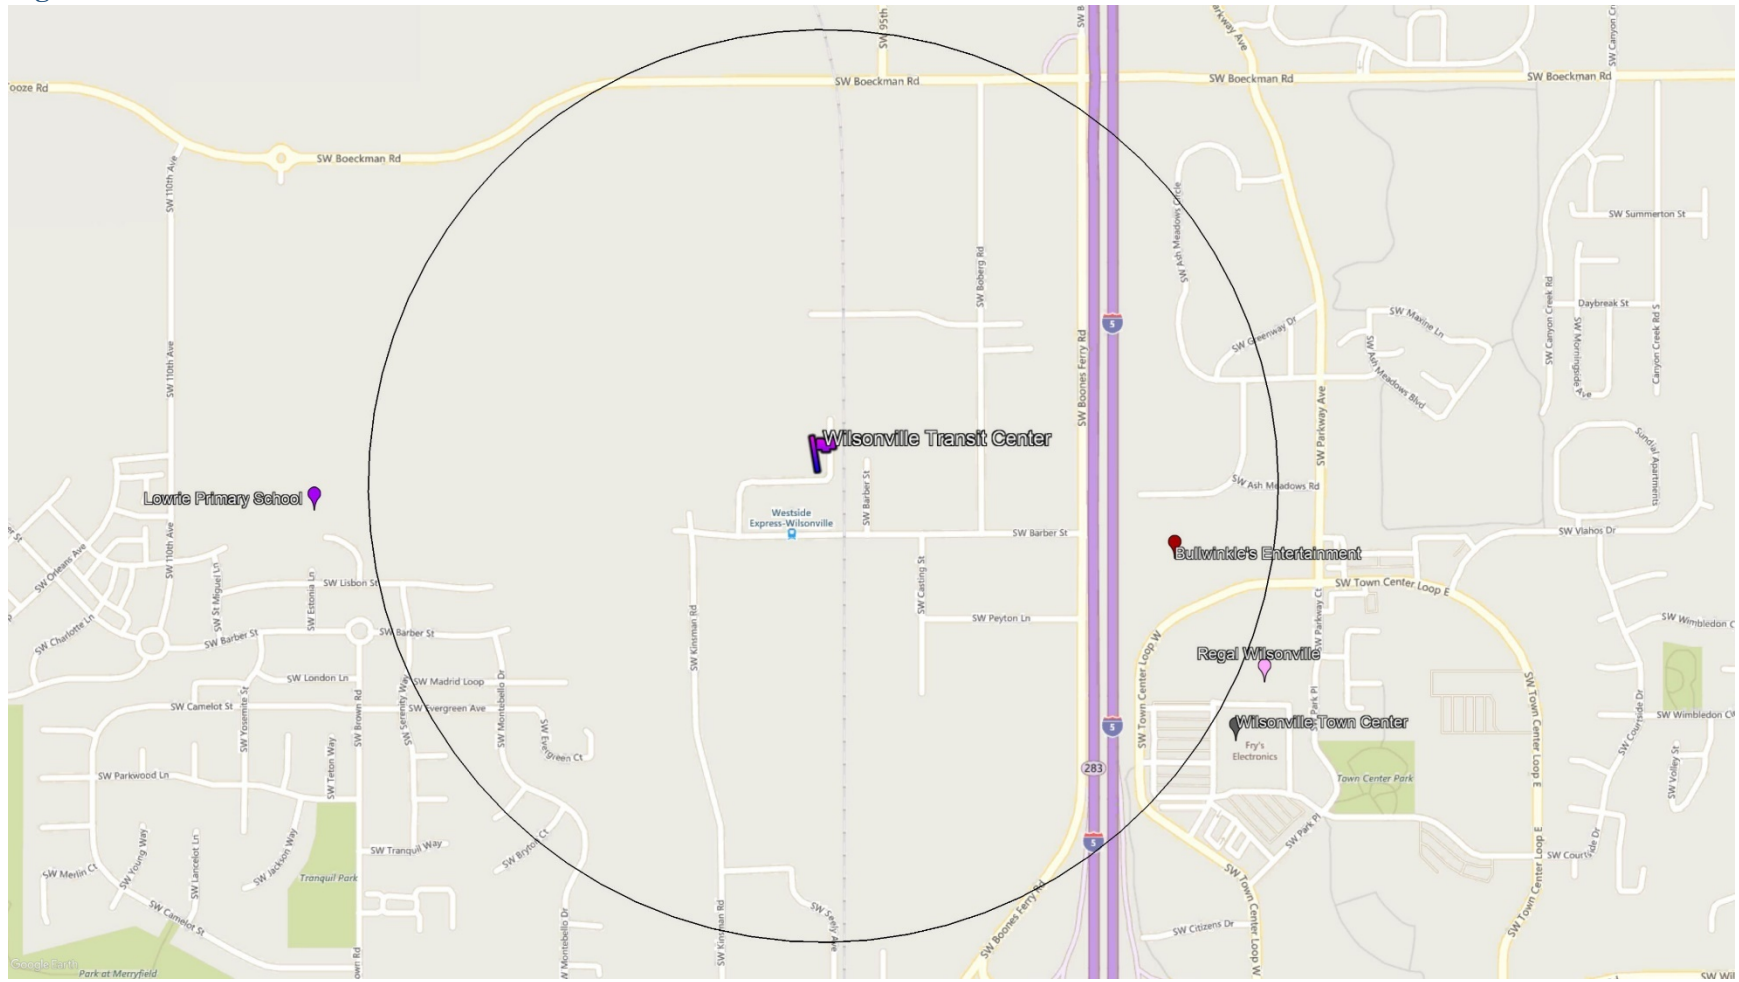 SW 95th
SW B
arkway Ave
SW Canyon Cr
ooze Rd
SW Boeckman Rd
SW Boeckman Rd
SW Boeckman Rd
SW Boeckman Rd
SW 110th Ave
SW Ash Meadows Circle
SW Summerton St
SW Boberg Rd
SW Canyon Creek Rd
Daybreak St
SW Morningside Ave
Canyon Creek Rd S
5
SW Greenway Dr
SW Maxine Ln
SW Ash Meadows Blvd
SW 110th Ave
SW Boones Ferry Rd
SW Parkway Ave
Wilsonville Transit Center
Sundial Apartments
Lowrie Primary School
SW Barber St
SW Ash Meadows Rd
Westside
Express-Wilsonville
SW Barber St
SW Vlahos Dr
er St
SW Orleans Ave
SW 110th Ave
Bullwinkle's Entertainment
SW Lisbon St
SW St Miguel Ln
SW Estonia Ln
SW Casting St
SW Town Center Loop E
SW Charlotte Ln
SW Barber St
SW Barber St
SW Kinsman Rd
SW Peyton Ln
SW Parkway Ct
SW Wimbledon C
SW Town Center Loop W
Regal Wilsonville
SW London Ln
SW Madrid Loop
SW Camelot St
SW Yosemite St
SW Brown Rd
SW Serenity Way
SW Evergreen Ave
SW Montebello Dr
SW Evergreen Ct
5
Wilsonville Town Center
SW Park Pl
SW Town Center Loop E
SW Courtside Dr
SW Wimbledon C
Fry's
Electronics
SW Parkwood Ln
SW Teton Way
283
Town Center Park
SW Volley St
SW Young Way
SW Lancelot Ln
SW Jackson Way
SW Tranquil Way
SW Bryton Ct
5
SW Park Pl
SW Merlin Ct
Tranquil Park
SW Courtside Dr
SW Town Center Loop E
SW Camelot St
SW Montebello Dr
SW Kinsman Rd
SW Seely Ave
SW Boones Ferry Rd
SW Citizens Dr
SW Town Center Loop W
Google Earth
Park at Merryfield
own Rd
SW Wil